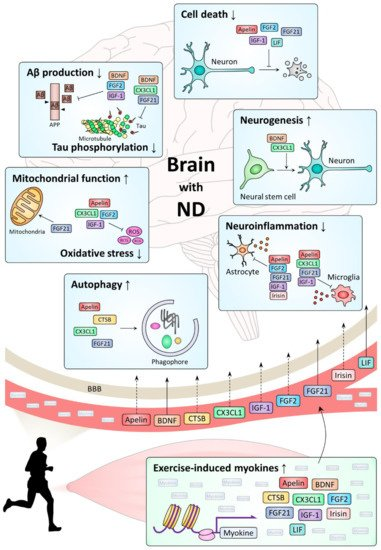 Cell death ↓
Apelin FGF2
IGF-1 LIF
Neuron
Aβ production ↓
BDNF BDNF
FGF2 CX3CL1
IGF-1 FGF21
Aβ
Aβ
Aβ
APP
Tau
Microtubule
Tau phosphorylation ↓
Neurogenesis ↑
BDNF
CX3CL1
Neuron
Neural stem cell
Brain
with
ND
Mitochondrial function ↑
Apelin
CX3CL1 FGF2
IGF-1
FGF21
Mitochondria
ROS
ROS ROS
Oxidative stress ↓
Neuroinflammation ↓
Apelin
FGF2
FGF21
IGF-1
Irisin
Apelin
CX3CL1
FGF21
IGF-1
Astrocyte
Microglia
Autophagy ↑
Apelin
CTSB
CX3CL1
FGF21
Phagophore
BBB
Apelin BDNF CTSB CX3CL1 IGF-1 FGF2 FGF21 Irisin LIF
Exercise-induced myokines ↑
Apelin BDNF
CTSB CX3CL1 FGF2
FGF21 IGF-1 Irisin
LIF
Myokine